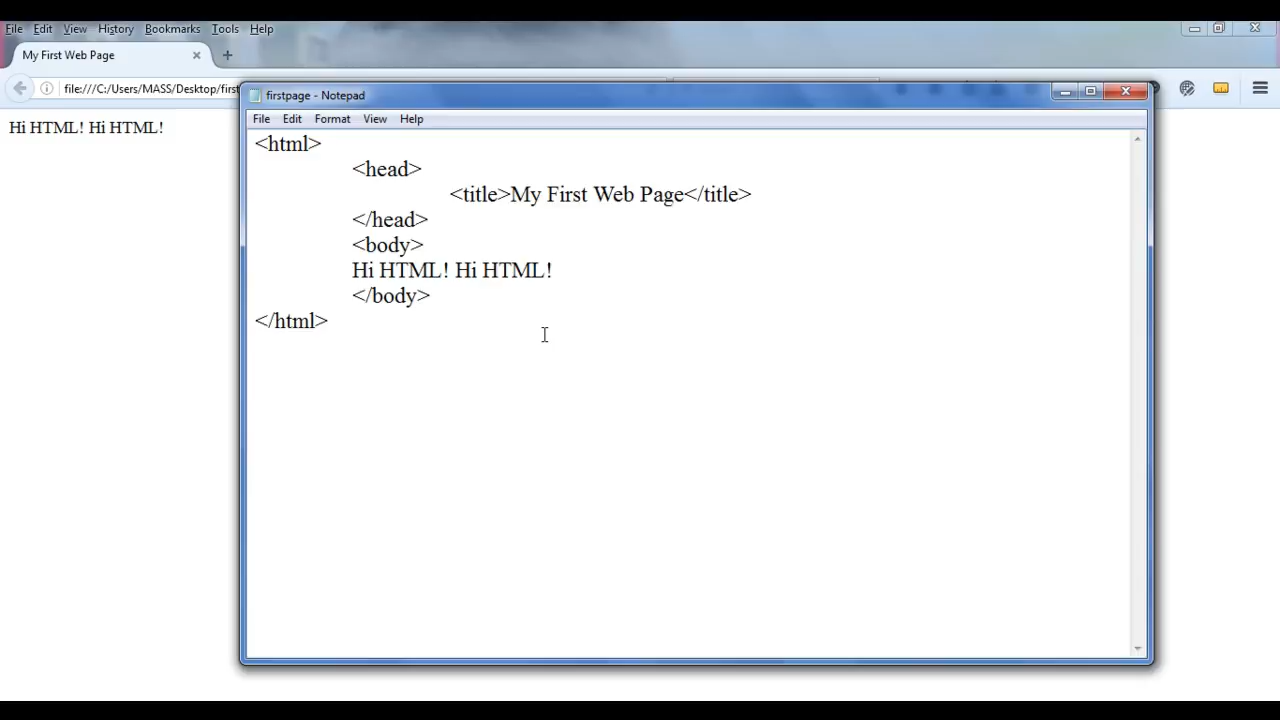 File Edit View History Bookmarks Tools Help
My First Web Page
file:///C:/Users/MASS/Desktop/first
Hi HTML! Hi HTML!
firstpage - Notepad
File Edit Format View Help
<html>
<head>
<title>My First Web Page</title>
</head>
<body>
Hi HTML! Hi HTML!
</body>
</html>